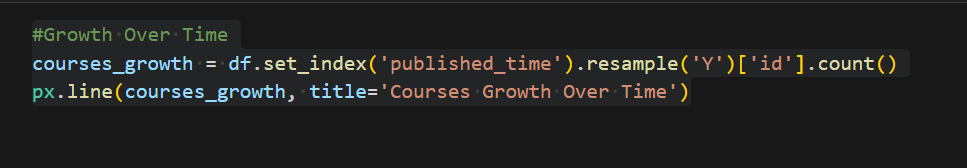 #Growth Over Time
courses_growth = df.set_index('published_time').resample('Y')['id'].count()
px.line(courses_growth, title='Courses Growth Over Time')